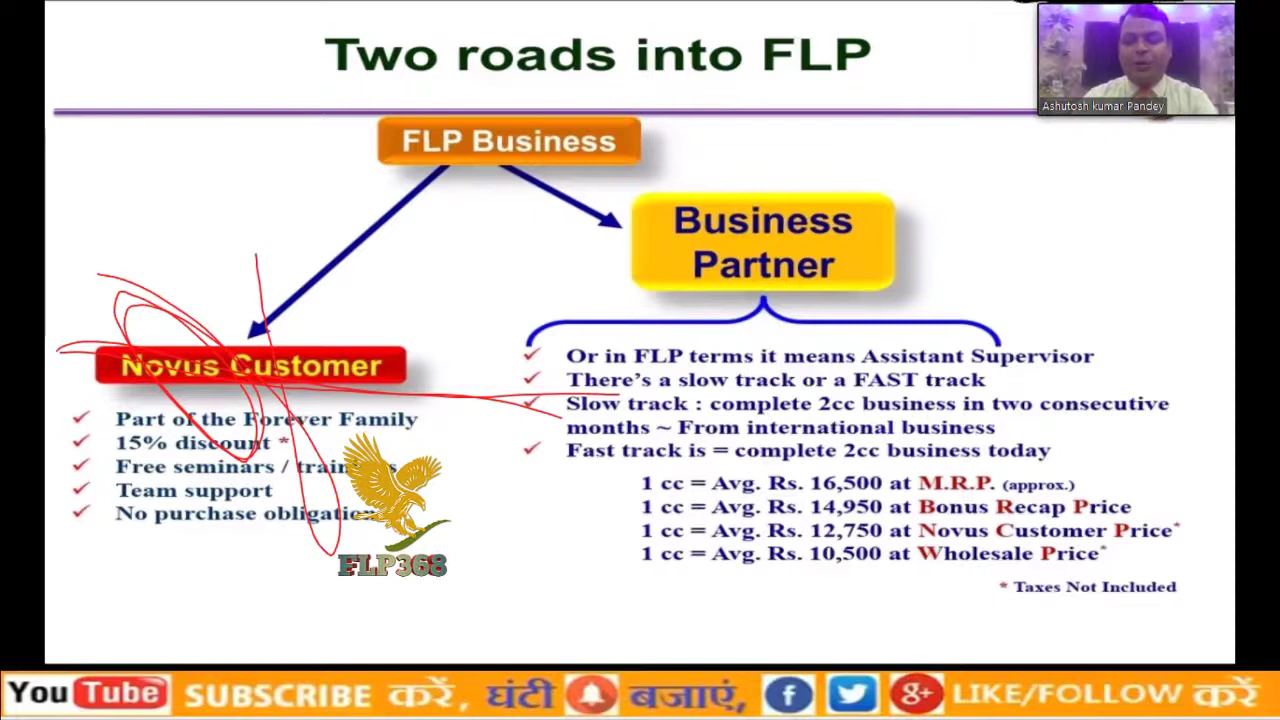 Two roads into FLP
Ashutosh kumar Pandey
FLP Business
Business
Partner
Novus Customer
Part of the Forever Family
15% discount *
Free seminars / trainings
Team support
No purchase obligation
FLP368
Or in FLP terms it means Assistant Supervisor
There's a slow track or a FAST track
Slow track : complete 2cc business in two consecutive
months ~ From international business
Fast track is = complete 2cc business today
1 cc = Avg. Rs. 16,500 at M.R.P. (approx.)
1 cc = Avg. Rs. 14,950 at Bonus Recap Price
1 cc = Avg. Rs. 12,750 at Novus Customer Price*
1 cc = Avg. Rs. 10,500 at Wholesale Price*
* Taxes Not Included
YouTube SUBSCRIBE करें, घंटी बजाएं, f g+ LIKE/FOLLOW करें